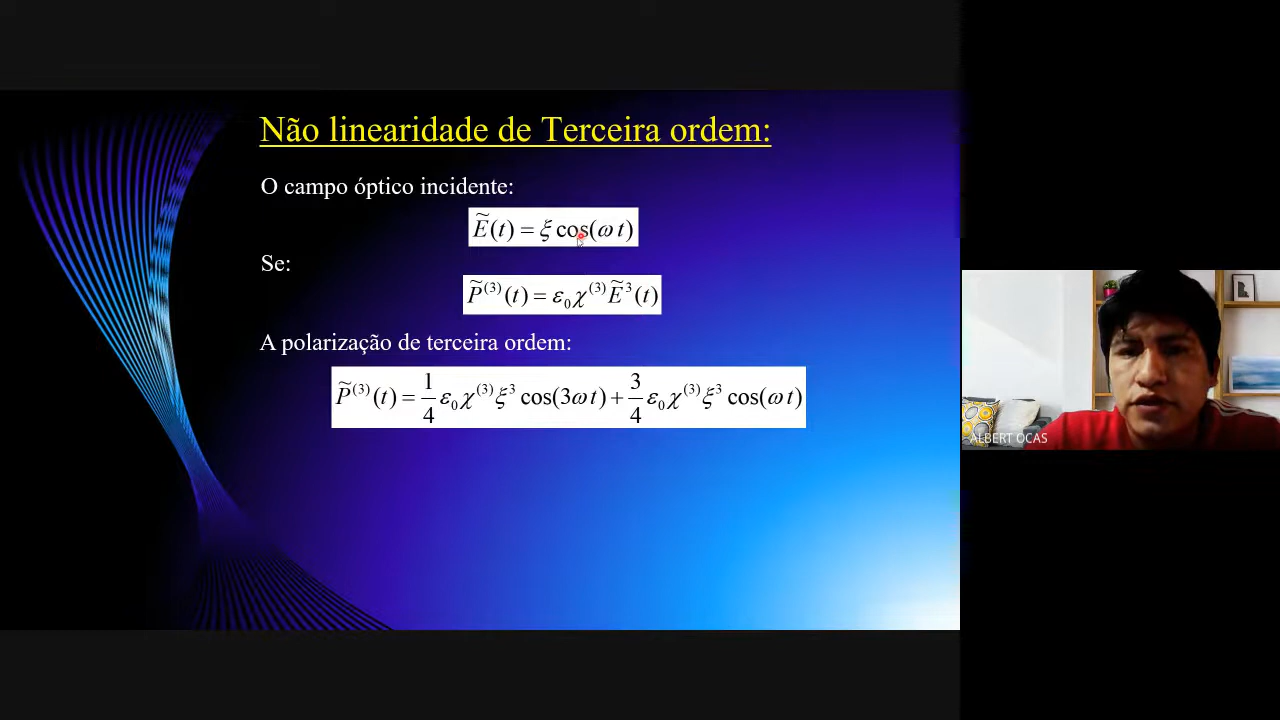 Não linearidade de Terceira ordem:
O campo óptico incidente:
Ẽ(t) = ξ cos(ω t)
Se:
P̃⁽³⁾(t) = ε₀χ⁽³⁾Ẽ³(t)
A polarização de terceira ordem:
P̃⁽³⁾(t) = 1/4 ε₀χ⁽³⁾ξ³ cos(3ω t) + 3/4 ε₀χ⁽³⁾ξ³ cos(ω t)
ALBERT OCAS